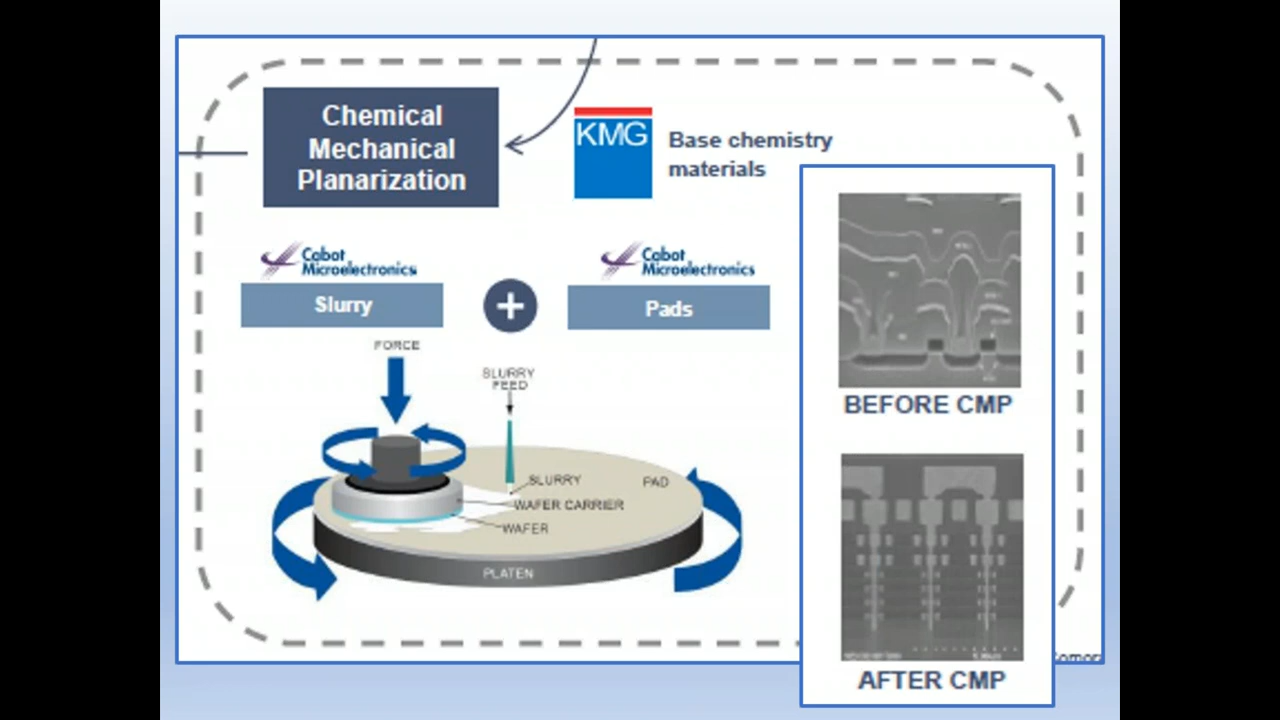 Chemical
Mechanical
Planarization
KMG
Base chemistry
materials
Cabot
Microelectronics
Slurry
Cabot
Microelectronics
Pads
FORCE
SLURRY
FEED
SLURRY
PAD
WAFER CARRIER
WAFER
PLATEN
BEFORE CMP
AFTER CMP